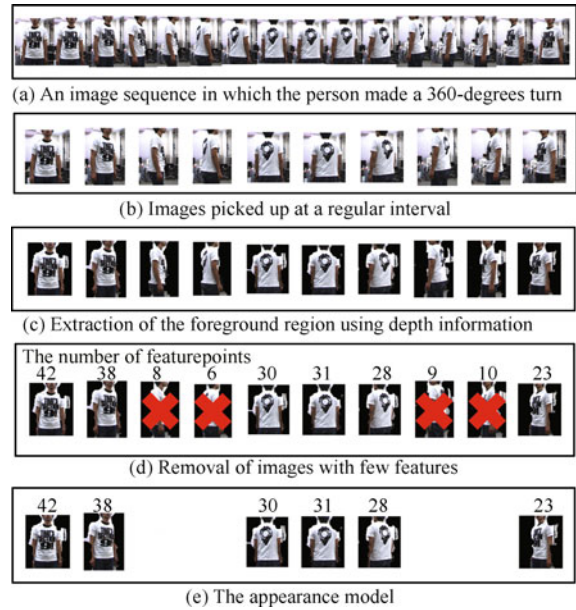 (a) An image sequence in which the person made a 360-degrees turn
(b) Images picked up at a regular interval
(c) Extraction of the foreground region using depth information
The number of featurepoints
42 38 8 6 30 31 28 9 10 23
(d) Removal of images with few features
42 38 30 31 28 23
(e) The appearance model